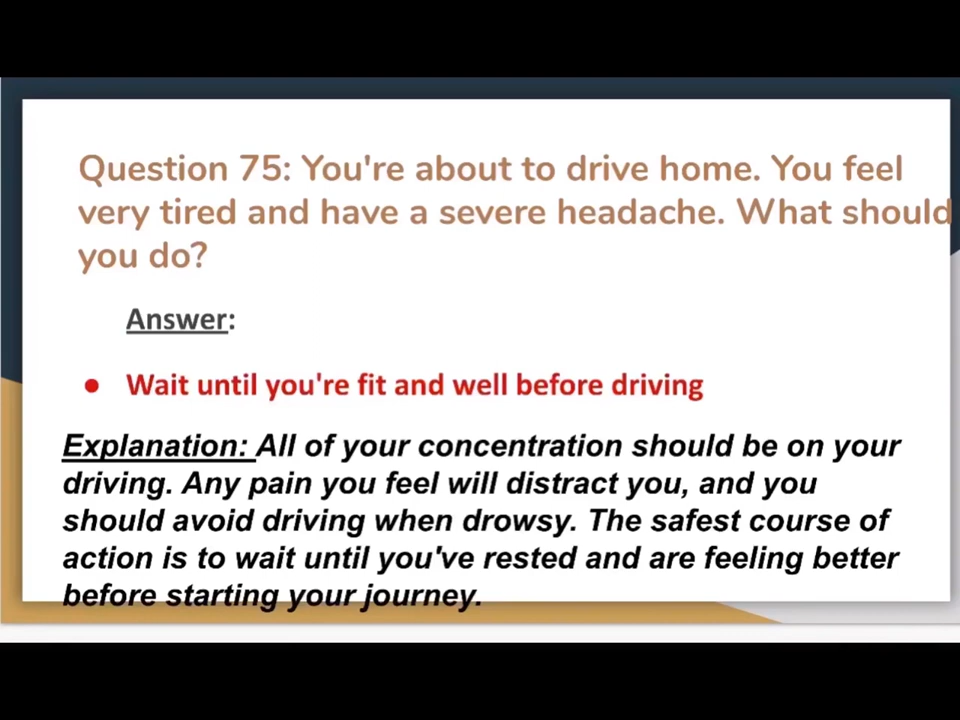 Question 75: You're about to drive home. You feel
very tired and have a severe headache. What should
you do?
Answer:
● Wait until you're fit and well before driving
Explanation: All of your concentration should be on your
driving. Any pain you feel will distract you, and you
should avoid driving when drowsy. The safest course of
action is to wait until you've rested and are feeling better
before starting your journey.